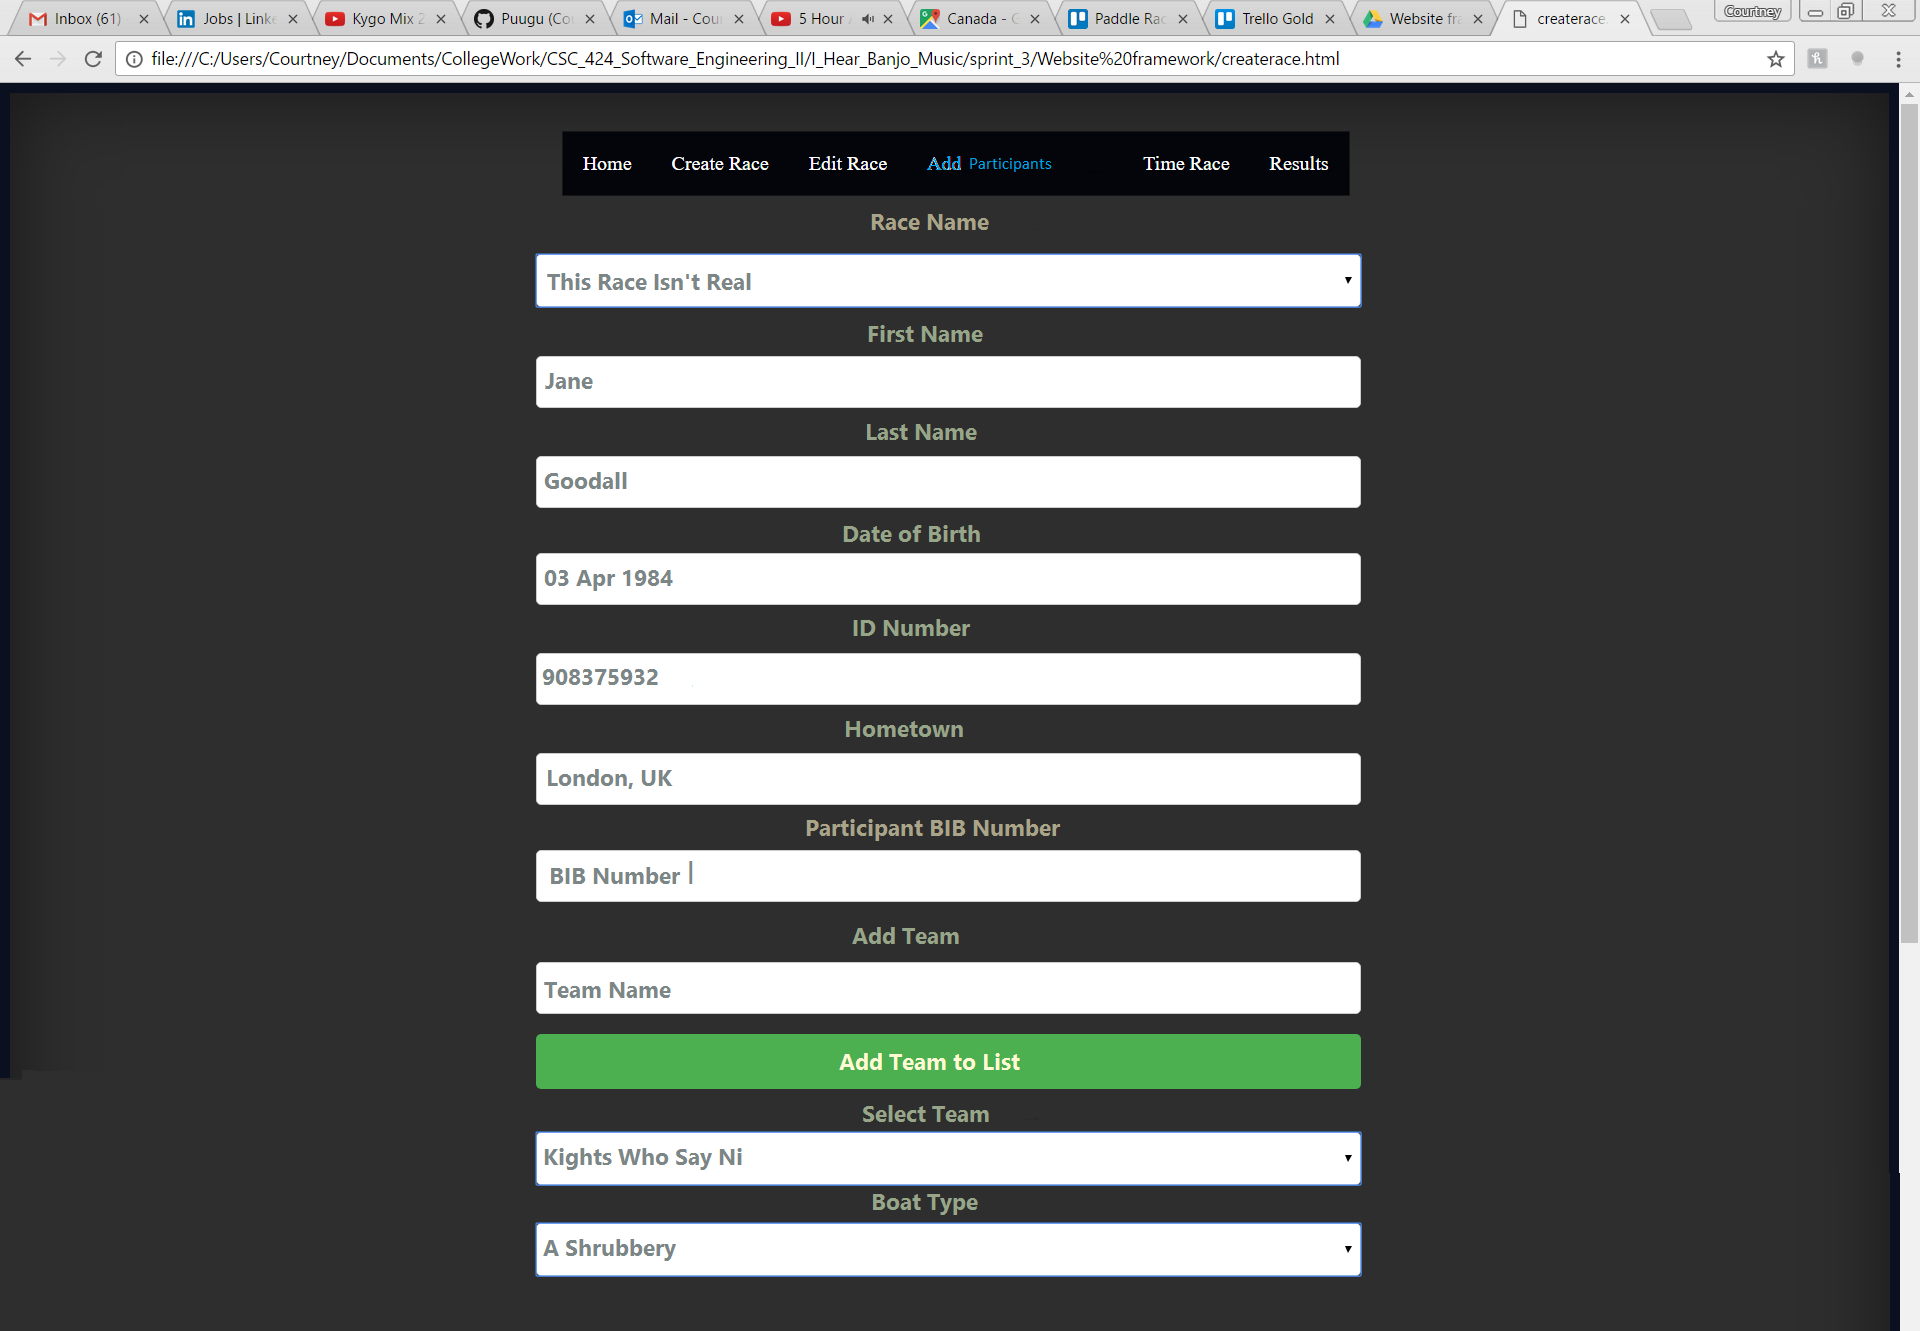 Inbox (61)
Jobs | Linke
Kygo Mix 2
Puugu (Co
Mail - Cou
5 Hour
Canada - G
Paddle Rac
Trello Gold
Website fra
createrace.
Courtney
file:///C:/Users/Courtney/Documents/CollegeWork/CSC_424_Software_Engineering_II/I_Hear_Banjo_Music/sprint_3/Website%20framework/createrace.html
Home Create Race Edit Race Add Participants Time Race Results
Race Name
This Race Isn't Real
First Name
Jane
Last Name
Goodall
Date of Birth
03 Apr 1984
ID Number
908375932
Hometown
London, UK
Participant BIB Number
BIB Number
Add Team
Team Name
Add Team to List
Select Team
Kights Who Say Ni
Boat Type
A Shrubbery